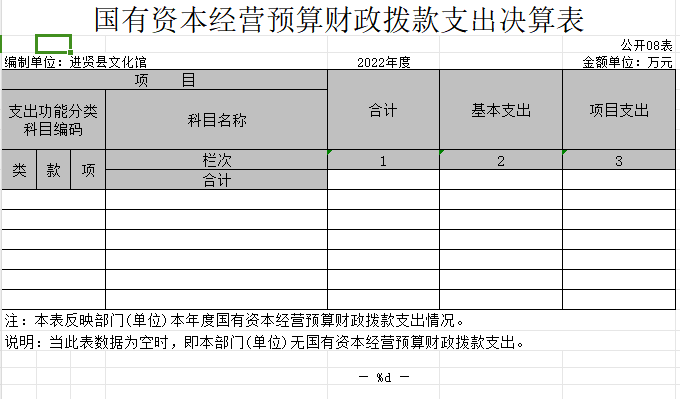 国有资本经营预算财政拨款支出决算表
公开08表
编制单位：进贤县文化馆 2022年度 金额单位：万元
项 目
支出功能分类科目编码 科目名称 合计 基本支出 项目支出
类 款 项 栏次 1 2 3
合计
注：本表反映部门(单位)本年度国有资本经营预算财政拨款支出情况。
说明：当此表数据为空时，即本部门(单位)无国有资本经营预算财政拨款支出。
— %d —